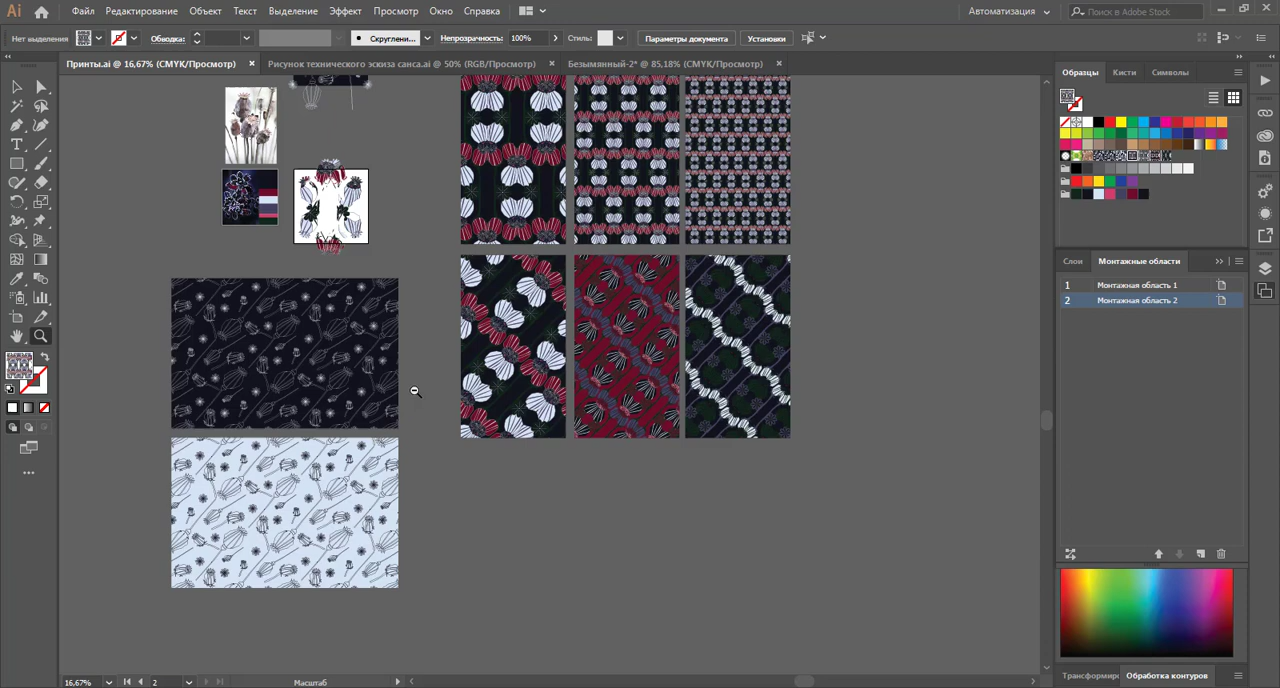 Ai Файл Редактирование Объект Текст Выделение Эффект Просмотр Окно Справка Автоматизация Поиск в Adobe Stock
Нет выделения Обводка: Скруглени... Непрозрачность: 100% Стиль: Параметры документа Установки
Принты.ai @ 16,67% (CMYK/Просмотр) Рисунок технического эскиза санса.ai @ 50% (RGB/Просмотр) Безымянный-2* @ 85,18% (CMYK/Просмотр)
Образцы Кисти Символы
Слои Монтажные области
1 Монтажная область 1
2 Монтажная область 2
Трансформир Обработка контуров
16,67% 2 Масштаб